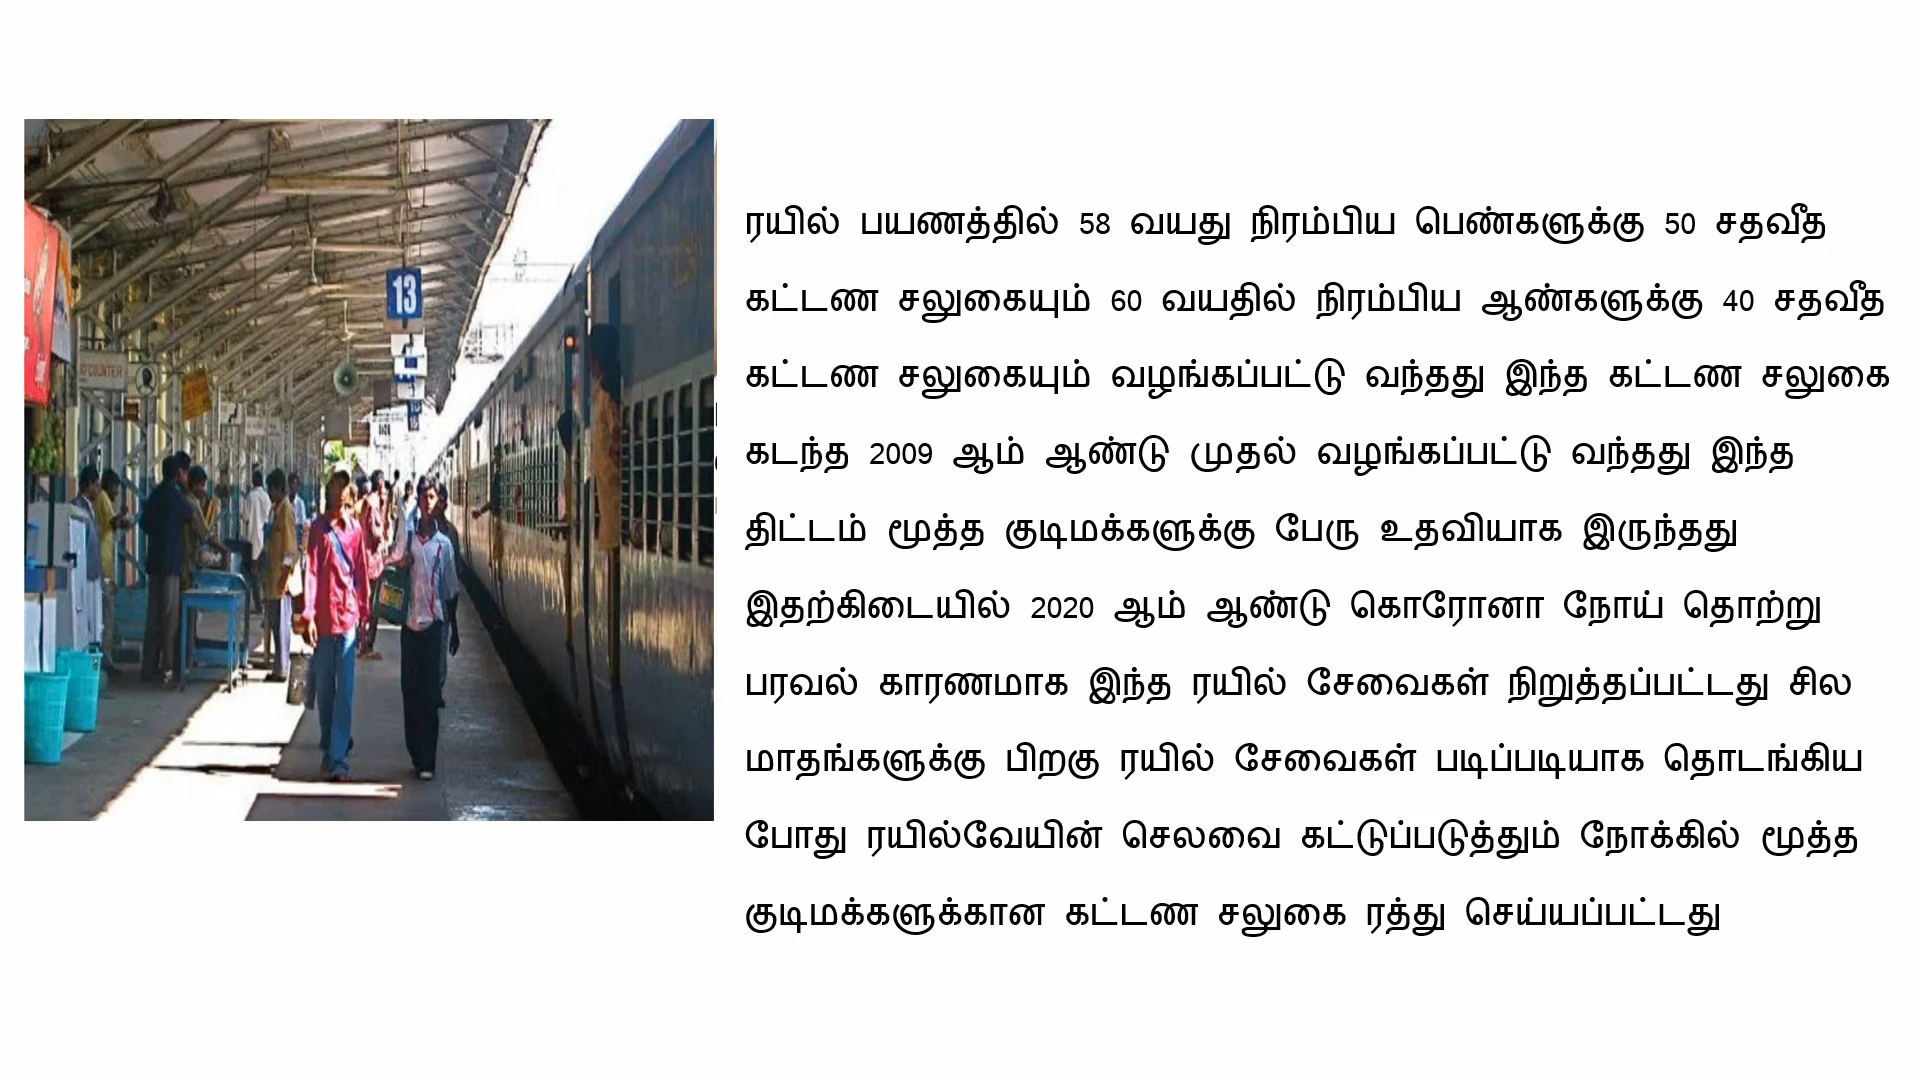 13
ரயில் பயணத்தில் 58 வயது நிரம்பிய பெண்களுக்கு 50 சதவீத
கட்டண சலுகையும் 60 வயதில் நிரம்பிய ஆண்களுக்கு 40 சதவீத
கட்டண சலுகையும் வழங்கப்பட்டு வந்தது இந்த கட்டண சலுகை
கடந்த 2009 ஆம் ஆண்டு முதல் வழங்கப்பட்டு வந்தது இந்த
திட்டம் மூத்த குடிமக்களுக்கு பேரு உதவியாக இருந்தது
இதற்கிடையில் 2020 ஆம் ஆண்டு கொரோனா நோய் தொற்று
பரவல் காரணமாக இந்த ரயில் சேவைகள் நிறுத்தப்பட்டது சில
மாதங்களுக்கு பிறகு ரயில் சேவைகள் படிப்படியாக தொடங்கிய
போது ரயில்வேயின் செலவை கட்டுப்படுத்தும் நோக்கில் மூத்த
குடிமக்களுக்கான கட்டண சலுகை ரத்து செய்யப்பட்டது